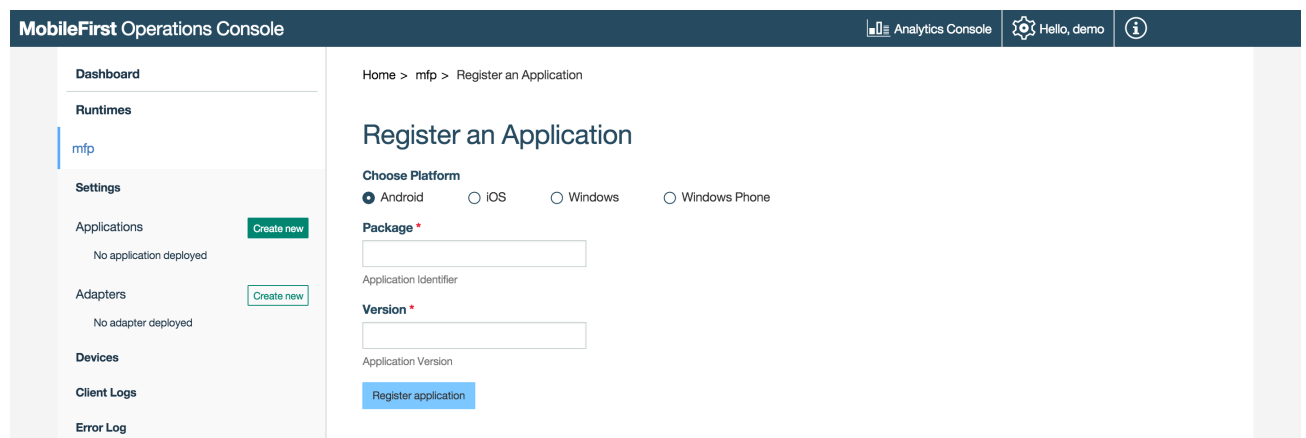 MobileFirst Operations Console
Analytics Console
Hello, demo
Dashboard
Runtimes
mfp
Settings
Applications
Create new
No application deployed
Adapters
Create new
No adapter deployed
Devices
Client Logs
Error Log
Home > mfp > Register an Application
Register an Application
Choose Platform
Android iOS Windows Windows Phone
Package *
Application Identifier
Version *
Application Version
Register application